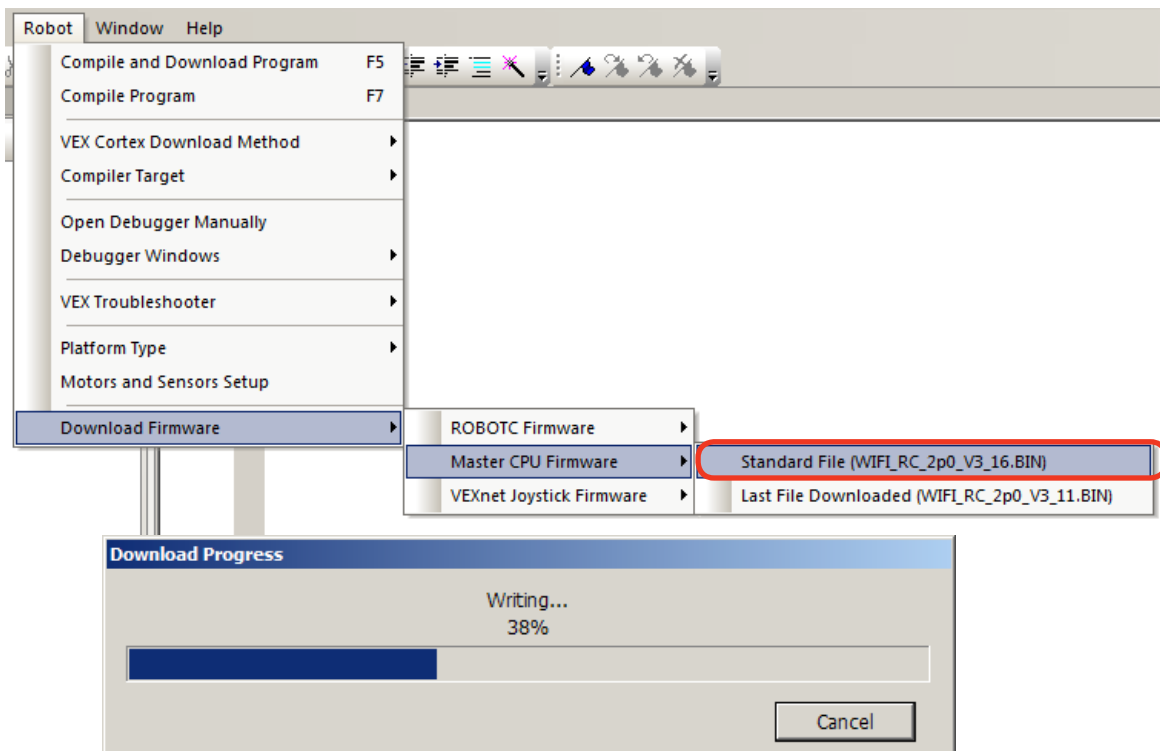 Robot Window Help
Compile and Download Program F5
Compile Program F7
VEX Cortex Download Method
Compiler Target
Open Debugger Manually
Debugger Windows
VEX Troubleshooter
Platform Type
Motors and Sensors Setup
Download Firmware
ROBOTC Firmware
Master CPU Firmware
Standard File (WIFI_RC_2p0_V3_16.BIN)
VEXnet Joystick Firmware
Last File Downloaded (WIFI_RC_2p0_V3_11.BIN)
Download Progress
Writing...
38%
Cancel